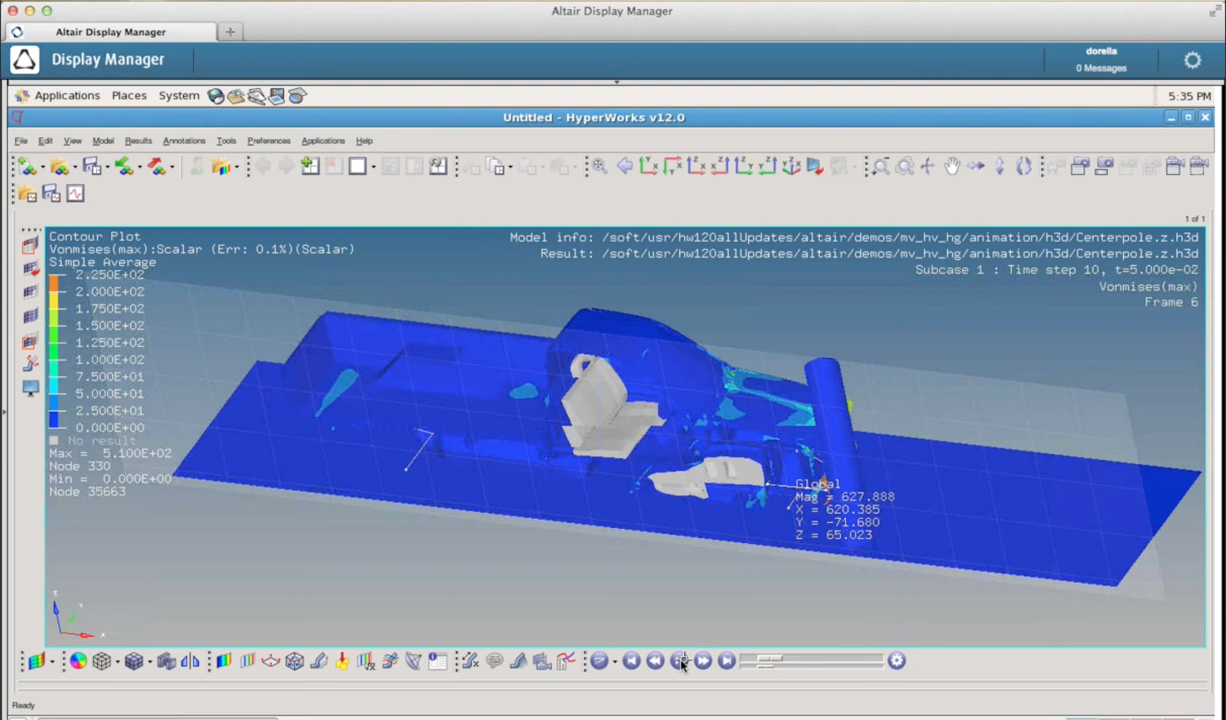 Altair Display Manager
Altair Display Manager
Display Manager
dorella
0 Messages
Applications Places System
5:35 PM
Untitled - HyperWorks v12.0
File Edit View Model Results Annotations Tools Preferences Applications Help
1 of 1
Contour Plot
Vonmises(max):Scalar (Err: 0.1%)(Scalar)
Simple Average
2.250E+02
2.000E+02
1.750E+02
1.500E+02
1.250E+02
1.000E+02
7.501E+01
5.000E+01
2.501E+01
0.000E+00
No result
Max = 5.100E+02
Node 330
Min = 0.000E+00
Node 35663
Model info: /soft/usr/hw120allUpdates/altair/demos/mv_hv_hg/animation/h3d/Centerpole.z.h3d
Result: /soft/usr/hw120allUpdates/altair/demos/mv_hv_hg/animation/h3d/Centerpole.z.h3d
Subcase 1 : Time step 10, t=5.000e-02
Vonmises(max)
Frame 6
Global
Mag = 627.888
X = 620.385
Y = -71.680
Z = 65.023
Z
Y
X
Ready